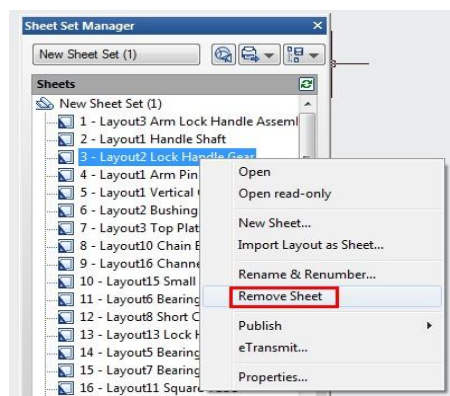 Sheet Set Manager
New Sheet Set (1)
Sheets
New Sheet Set (1)
1 - Layout3 Arm Lock Handle Asseml
2 - Layout1 Handle Shaft
3 - Layout2 Lock Handle Gear
4 - Layout1 Arm Pin
5 - Layout1 Vertical
6 - Layout2 Bushing
7 - Layout3 Top Plat
8 - Layout10 Chain
9 - Layout16 Channe
10 - Layout15 Small
11 - Layout6 Bearing
12 - Layout8 Short C
13 - Layout13 Lock
14 - Layout5 Bearing
15 - Layout7 Bearing
16 - Layout11 Square
Open
Open read-only
New Sheet...
Import Layout as Sheet...
Rename & Renumber...
Remove Sheet
Publish
eTransmit...
Properties...